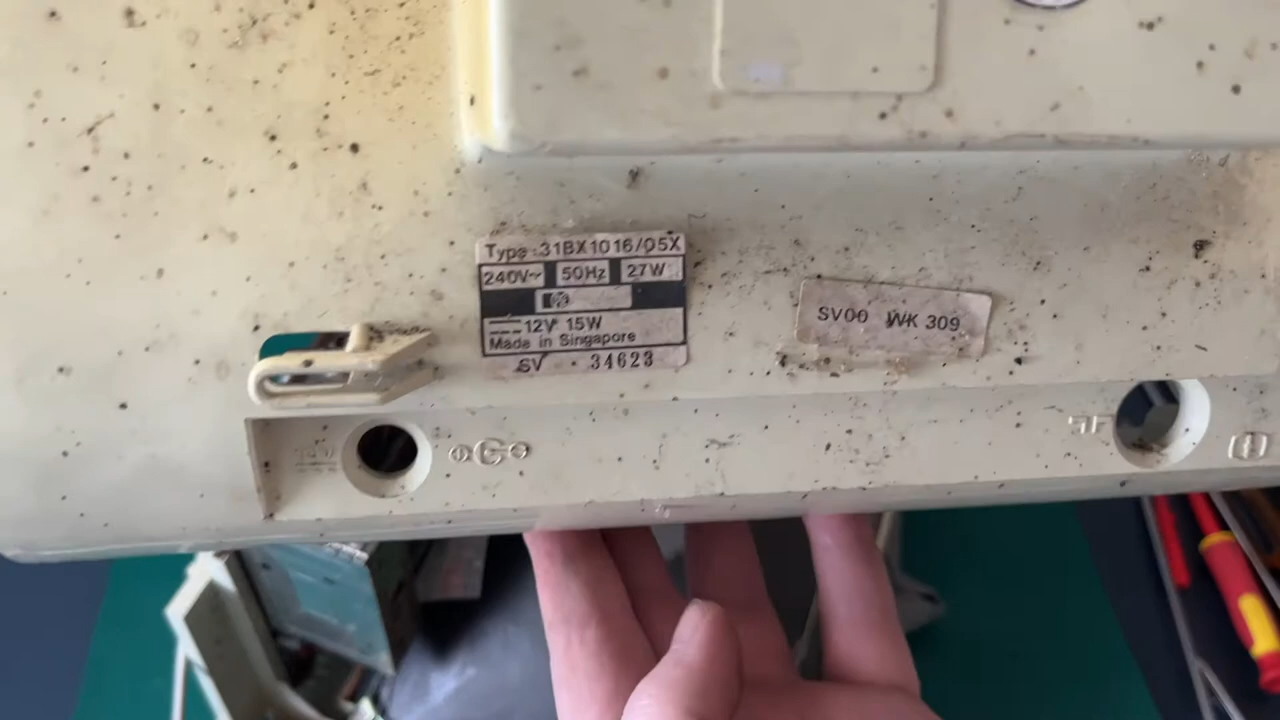 Type :31BX1016/05X
240V~ 50Hz 27W
12V 15W
Made in Singapore
SV · 34623
SV00 WK 309